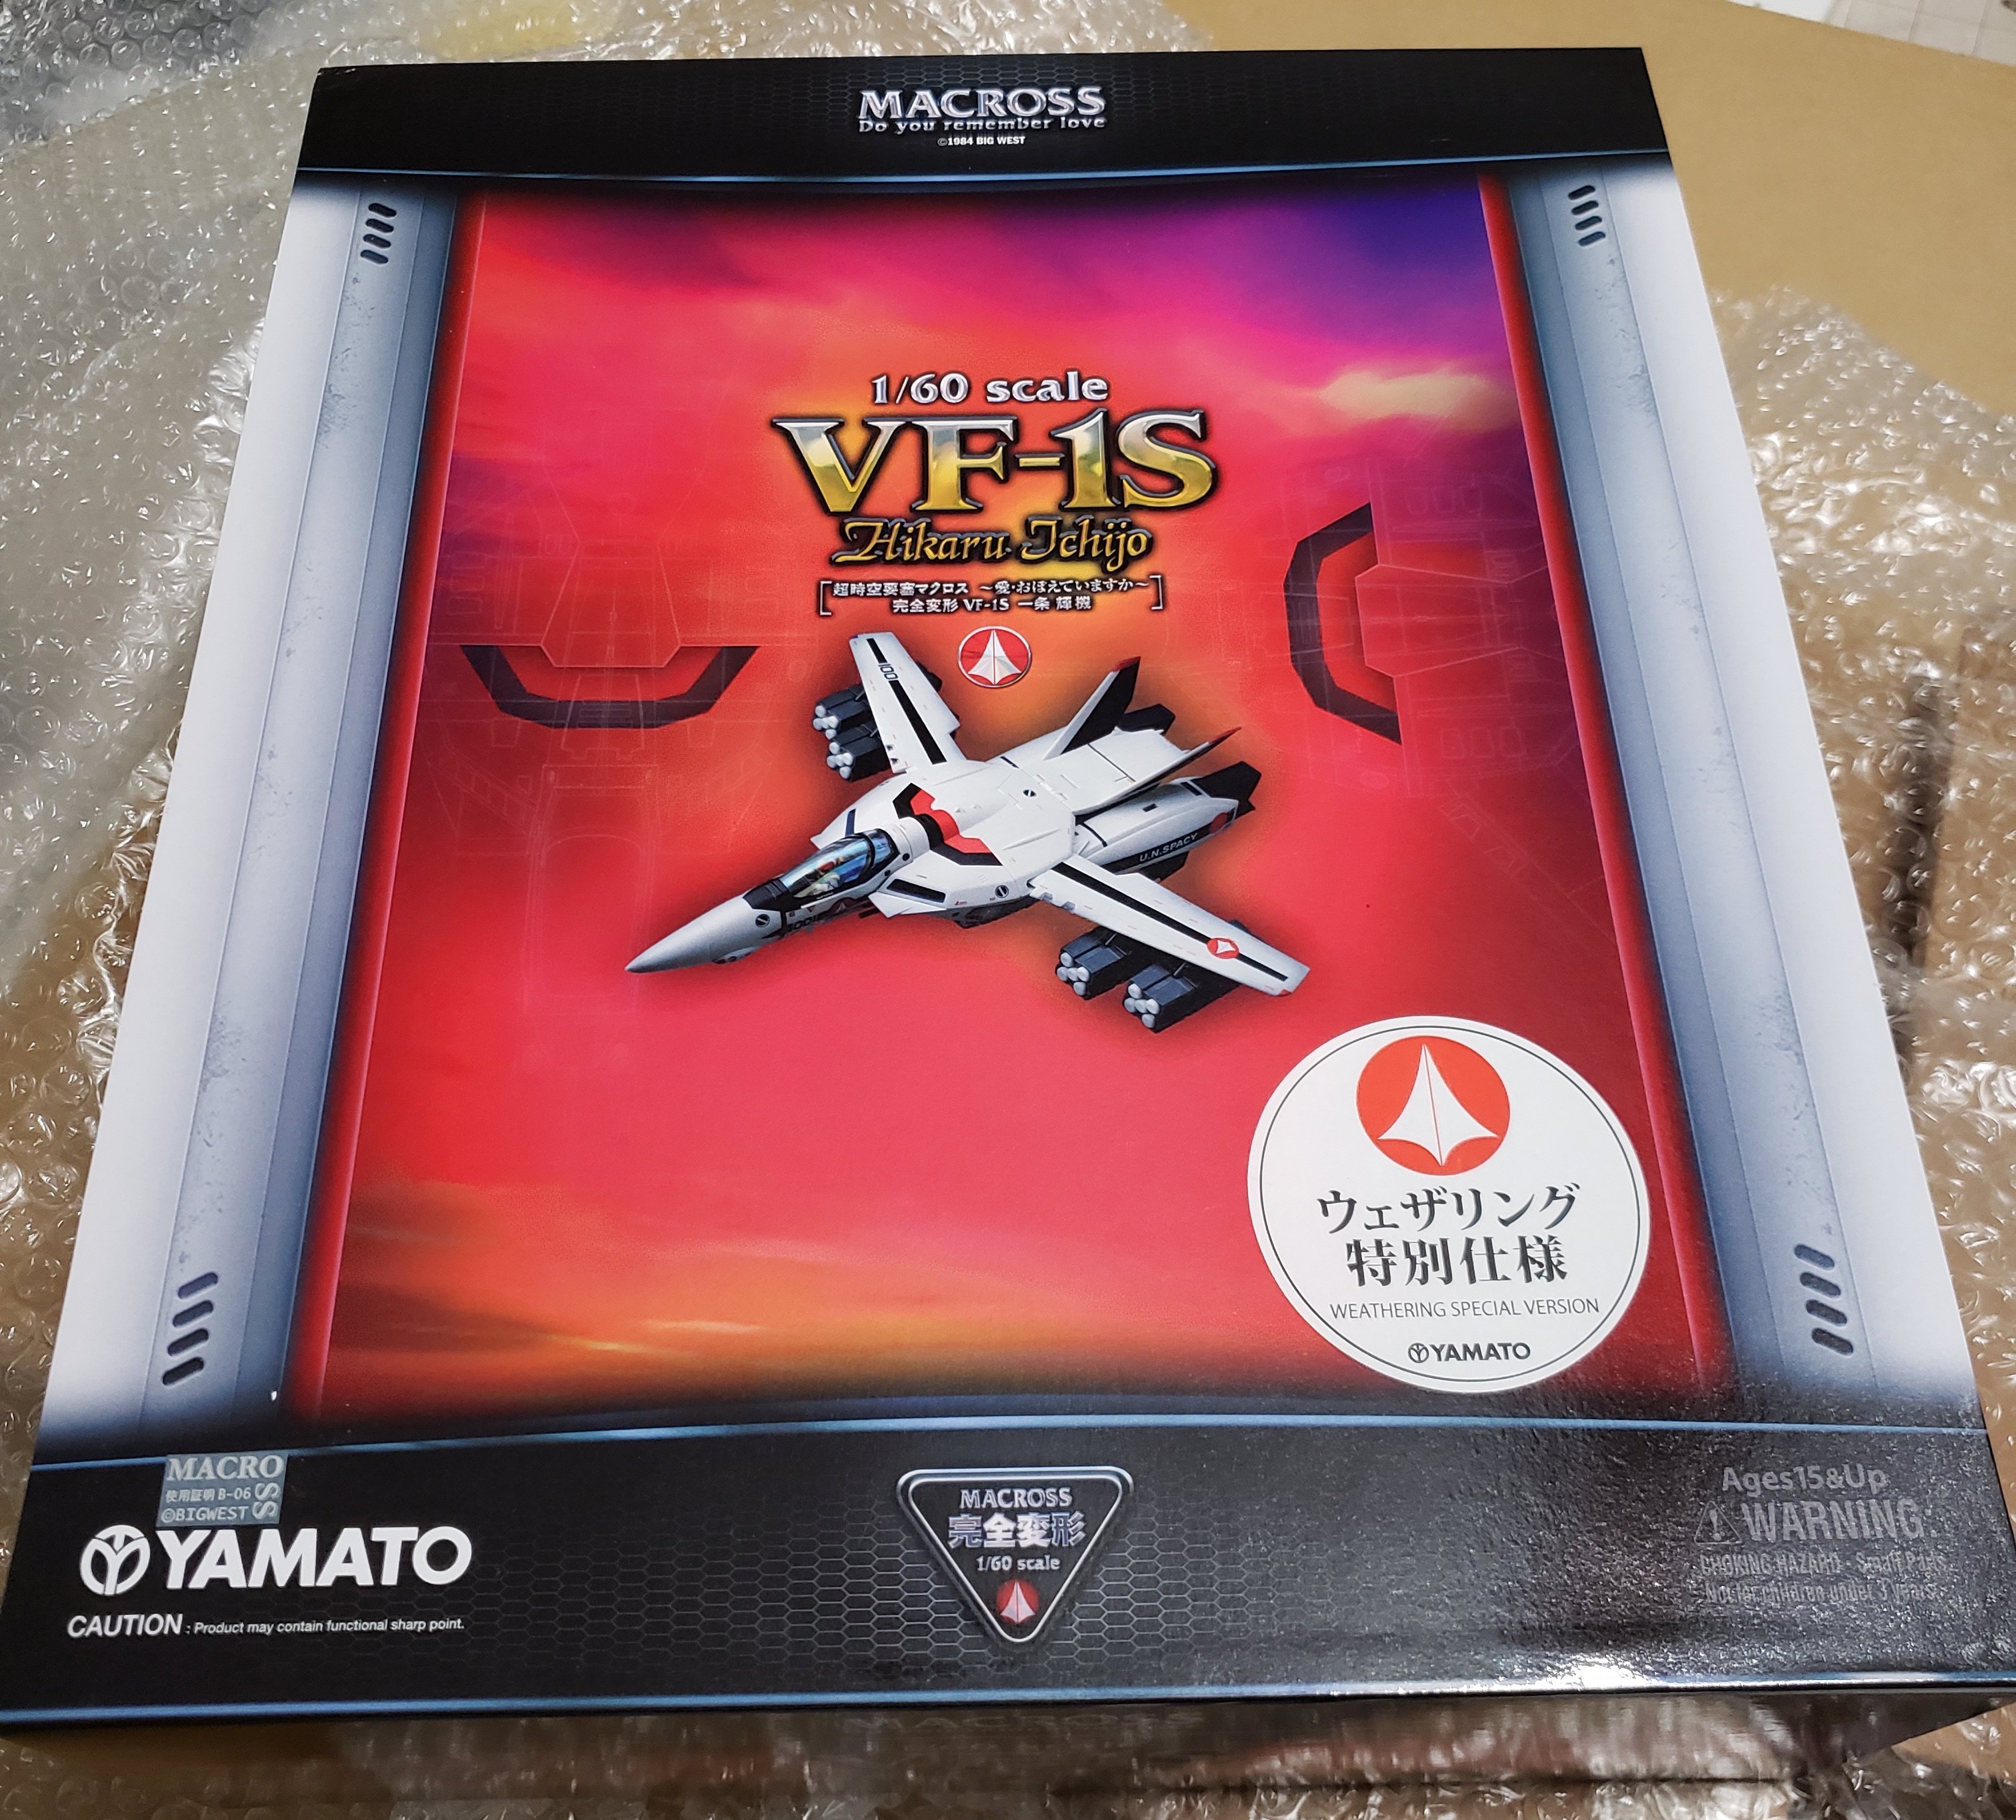 MACROSS
Do you remember love
©1984 BIG WEST
1/60 scale
VF-1S
Hikaru Ichijo
超時空要塞マクロス ～愛・おぼえていますか～
完全変形 VF-1S 一条 輝 機
100
U.N.SPACY
ウェザリング
特別仕様
WEATHERING SPECIAL VERSION
YAMATO
MACROSS
使用証明 B-06
©BIGWEST
YAMATO
CAUTION : Product may contain functional sharp point.
MACROSS
完全変形
1/60 scale
Ages15&Up
WARNING:
CHOKING HAZARD - Small Parts
Not for children under 3 years.